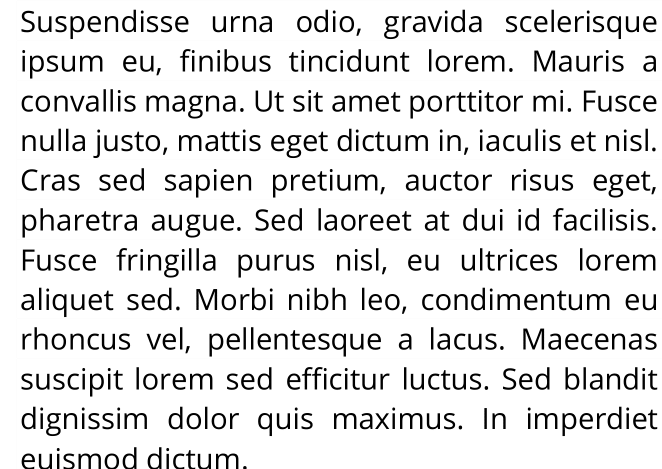 Suspendisse urna odio, gravida scelerisque
ipsum eu, finibus tincidunt lorem. Mauris a
convallis magna. Ut sit amet porttitor mi. Fusce
nulla justo, mattis eget dictum in, iaculis et nisl.
Cras sed sapien pretium, auctor risus eget,
pharetra augue. Sed laoreet at dui id facilisis.
Fusce fringilla purus nisl, eu ultrices lorem
aliquet sed. Morbi nibh leo, condimentum eu
rhoncus vel, pellentesque a lacus. Maecenas
suscipit lorem sed efficitur luctus. Sed blandit
dignissim dolor quis maximus. In imperdiet
euismod dictum.